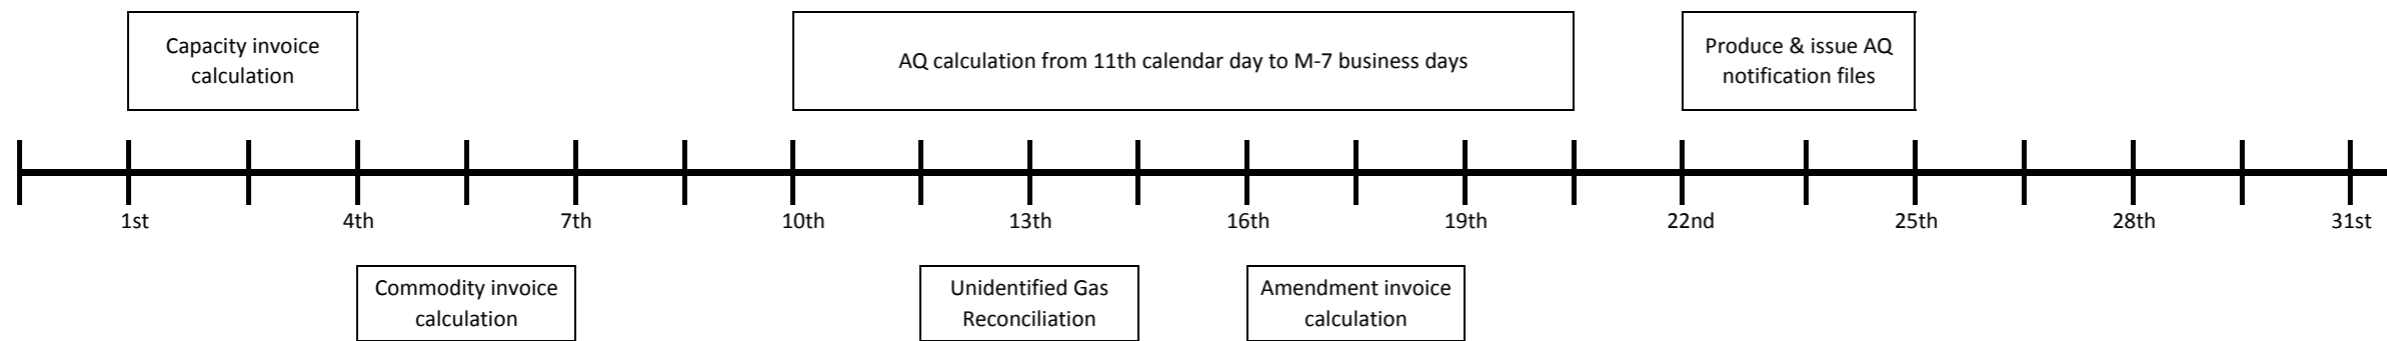 Capacity invoice
calculation
AQ calculation from 11th calendar day to M-7 business days
Produce & issue AQ
notification files
1st
4th
7th
10th
13th
16th
19th
22nd
25th
28th
31st
Commodity invoice
calculation
Unidentified Gas
Reconciliation
Amendment invoice
calculation